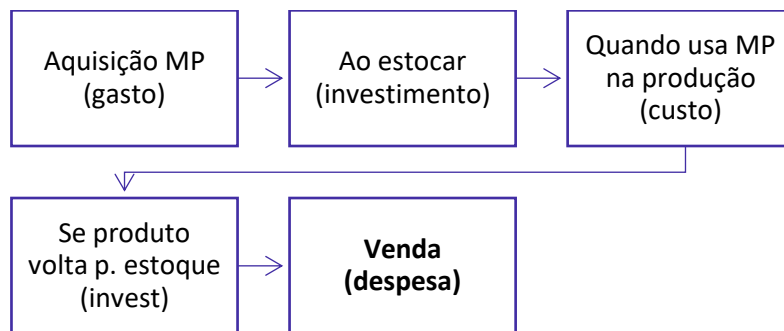 Aquisição MP
(gasto)
Ao estocar
(investimento)
Quando usa MP
na produção
(custo)
Se produto
volta p. estoque
(invest)
Venda
(despesa)